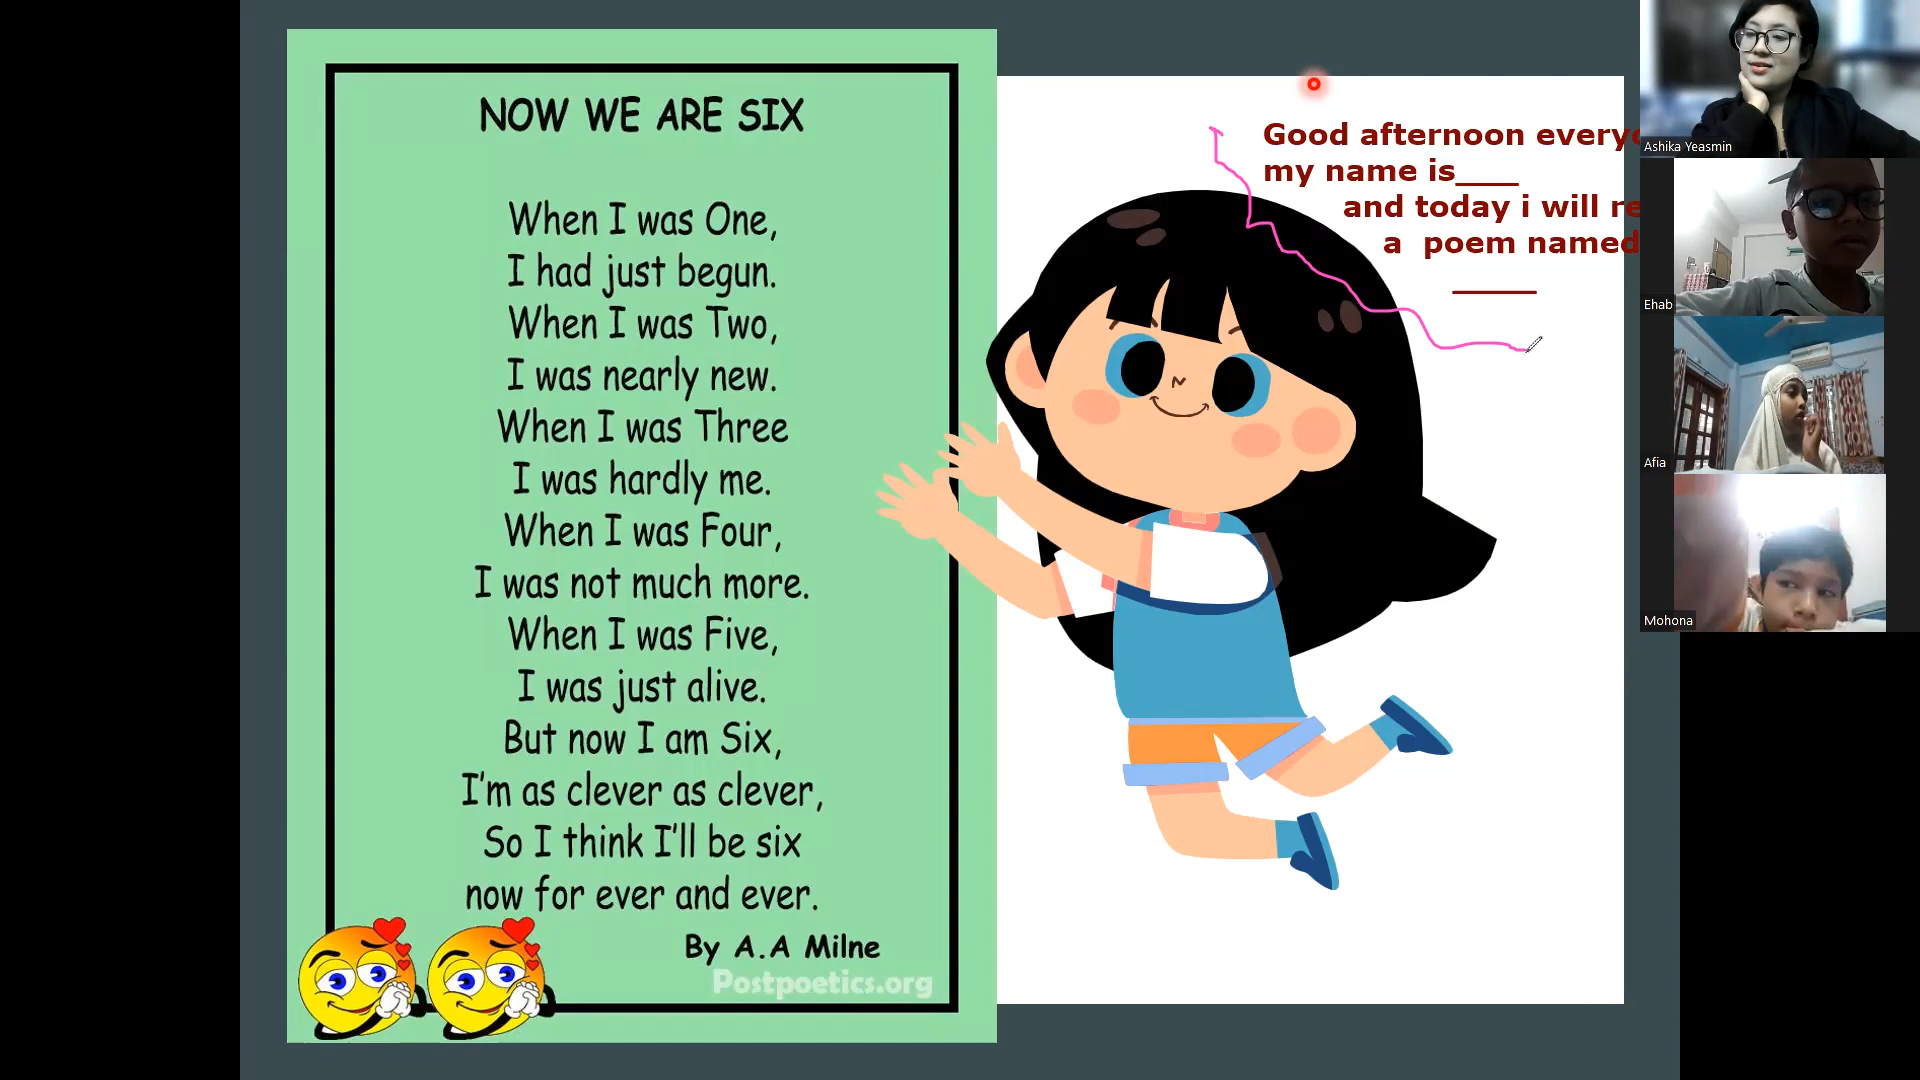 NOW WE ARE SIX
When I was One,
I had just begun.
When I was Two,
I was nearly new.
When I was Three
I was hardly me.
When I was Four,
I was not much more.
When I was Five,
I was just alive.
But now I am Six,
I'm as clever as clever,
So I think I'll be six
now for ever and ever.
By A.A Milne
Postpoetics.org
Good afternoon
my name is___
and today i will
a poem named
_____
Ashika Yeasmin
Ehab
Afia
Mohona